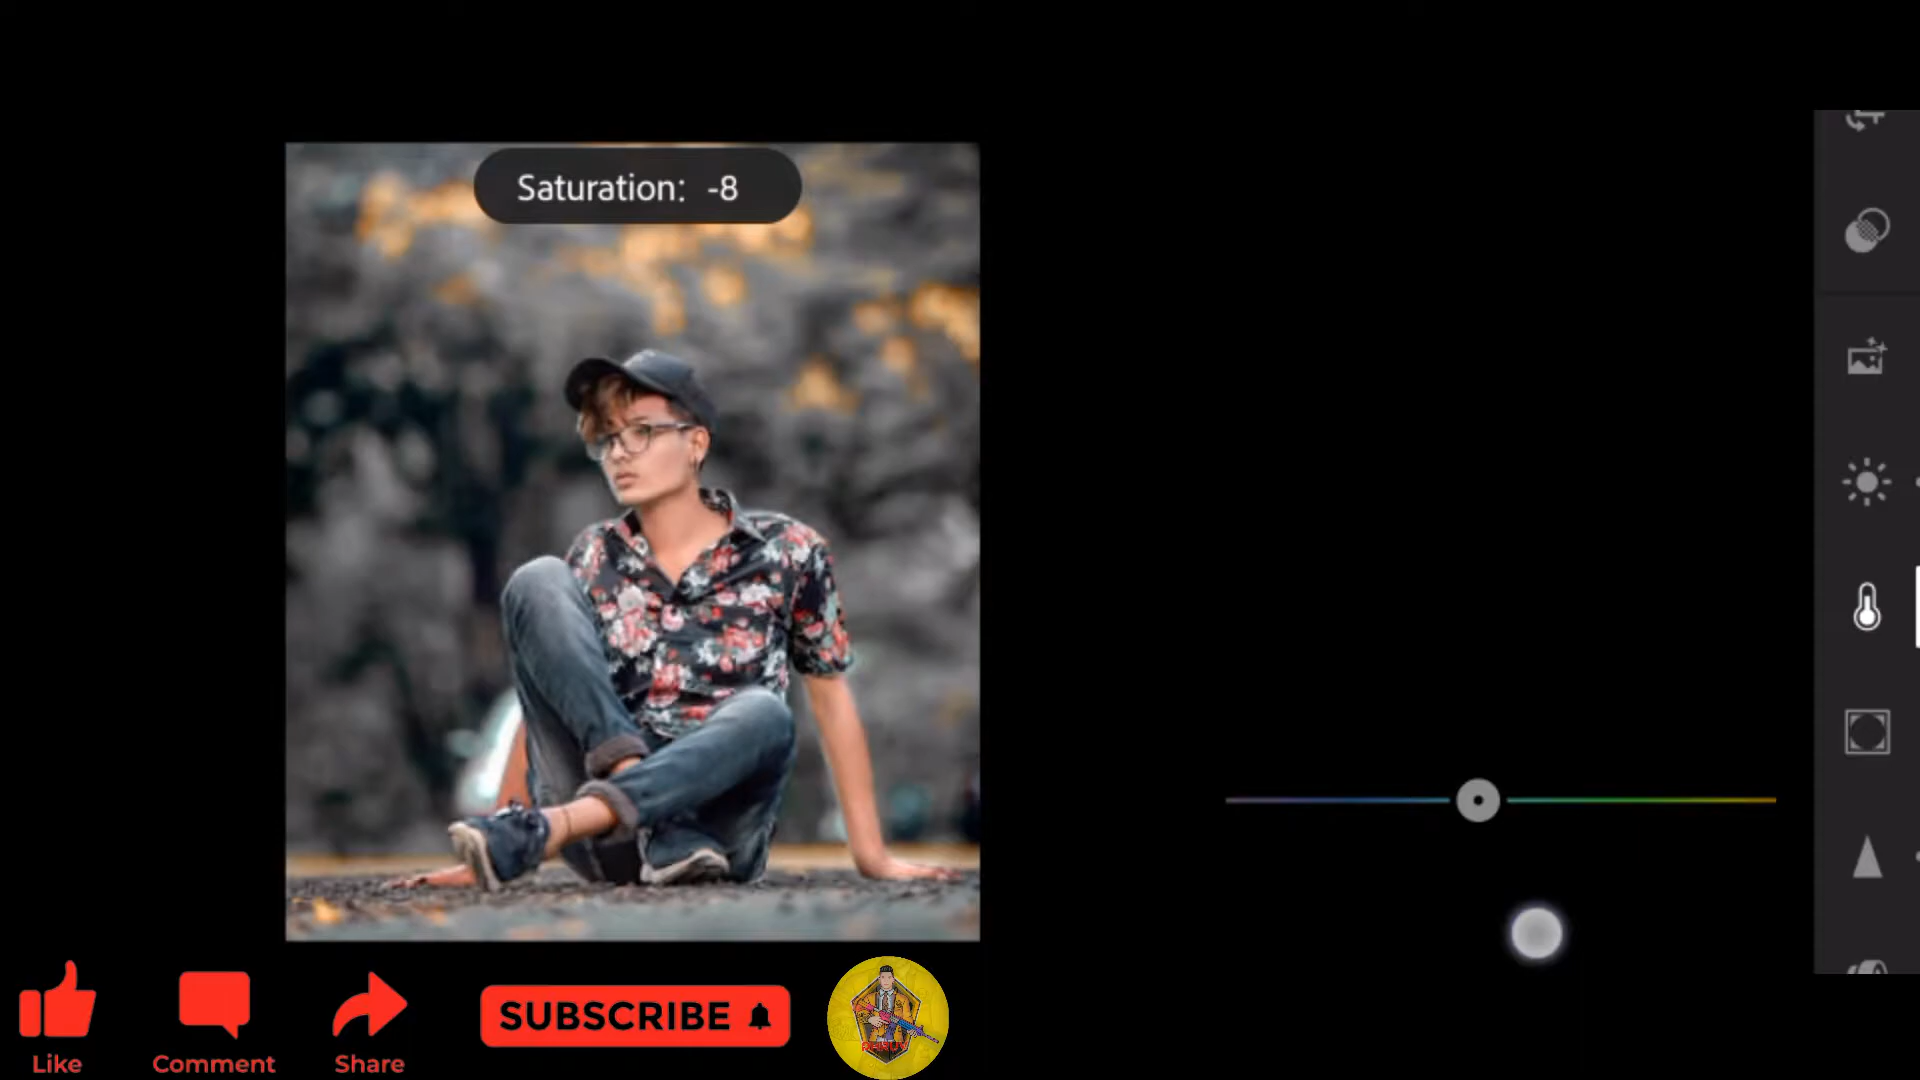 Saturation: -8
SUBSCRIBE
Like
Comment
Share